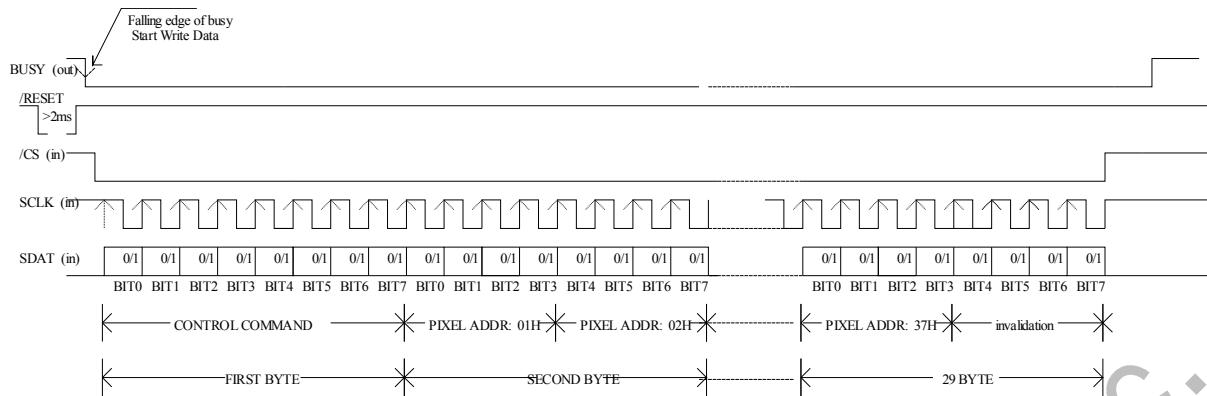 Falling edge of busy
Start Write Data
BUSY (out)
/RESET
>2ms
/CS (in)
SCLK (in)
SDAT (in) 0/1 0/1 0/1 0/1 0/1 0/1 0/1 0/1 0/1 0/1 0/1 0/1 0/1 0/1 0/1 0/1 0/1 0/1 0/1 0/1 0/1 0/1 0/1 0/1
BIT0 BIT1 BIT2 BIT3 BIT4 BIT5 BIT6 BIT7 BIT0 BIT1 BIT2 BIT3 BIT4 BIT5 BIT6 BIT7 BIT0 BIT1 BIT2 BIT3 BIT4 BIT5 BIT6 BIT7
CONTROL COMMAND PIXEL ADDR: 01H PIXEL ADDR: 02H PIXEL ADDR: 37H invalidation
FIRST BYTE SECOND BYTE 29 BYTE